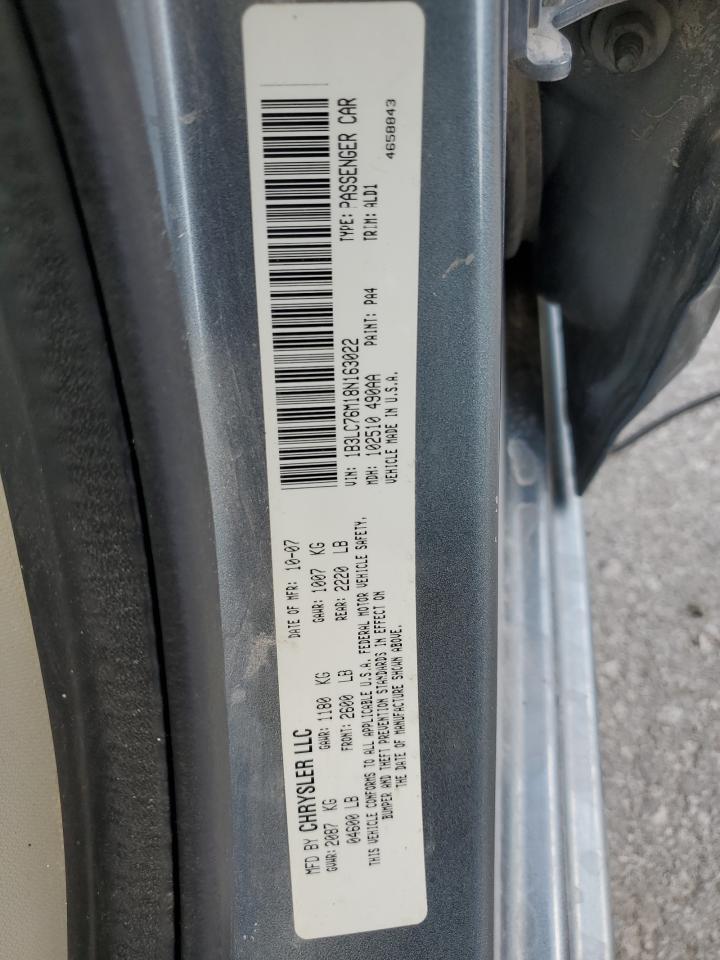 MFD BY CHRYSLER LLC DATE OF MFR: 10-07
GVWR: 2087 KG GAWR: 1180 KG GAWR: 1007 KG
04600 LB FRONT: 2600 LB REAR: 2220 LB
THIS VEHICLE CONFORMS TO ALL APPLICABLE U.S.A. FEDERAL MOTOR VEHICLE SAFETY,
BUMPER AND THEFT PREVENTION STANDARDS IN EFFECT ON
THE DATE OF MANUFACTURE SHOWN ABOVE.
VIN: 1B3LC76M18N163022 TYPE: PASSENGER CAR
MDH: 102510 490AA PAINT: PA4 TRIM: ALD1
VEHICLE MADE IN U.S.A. 4658843